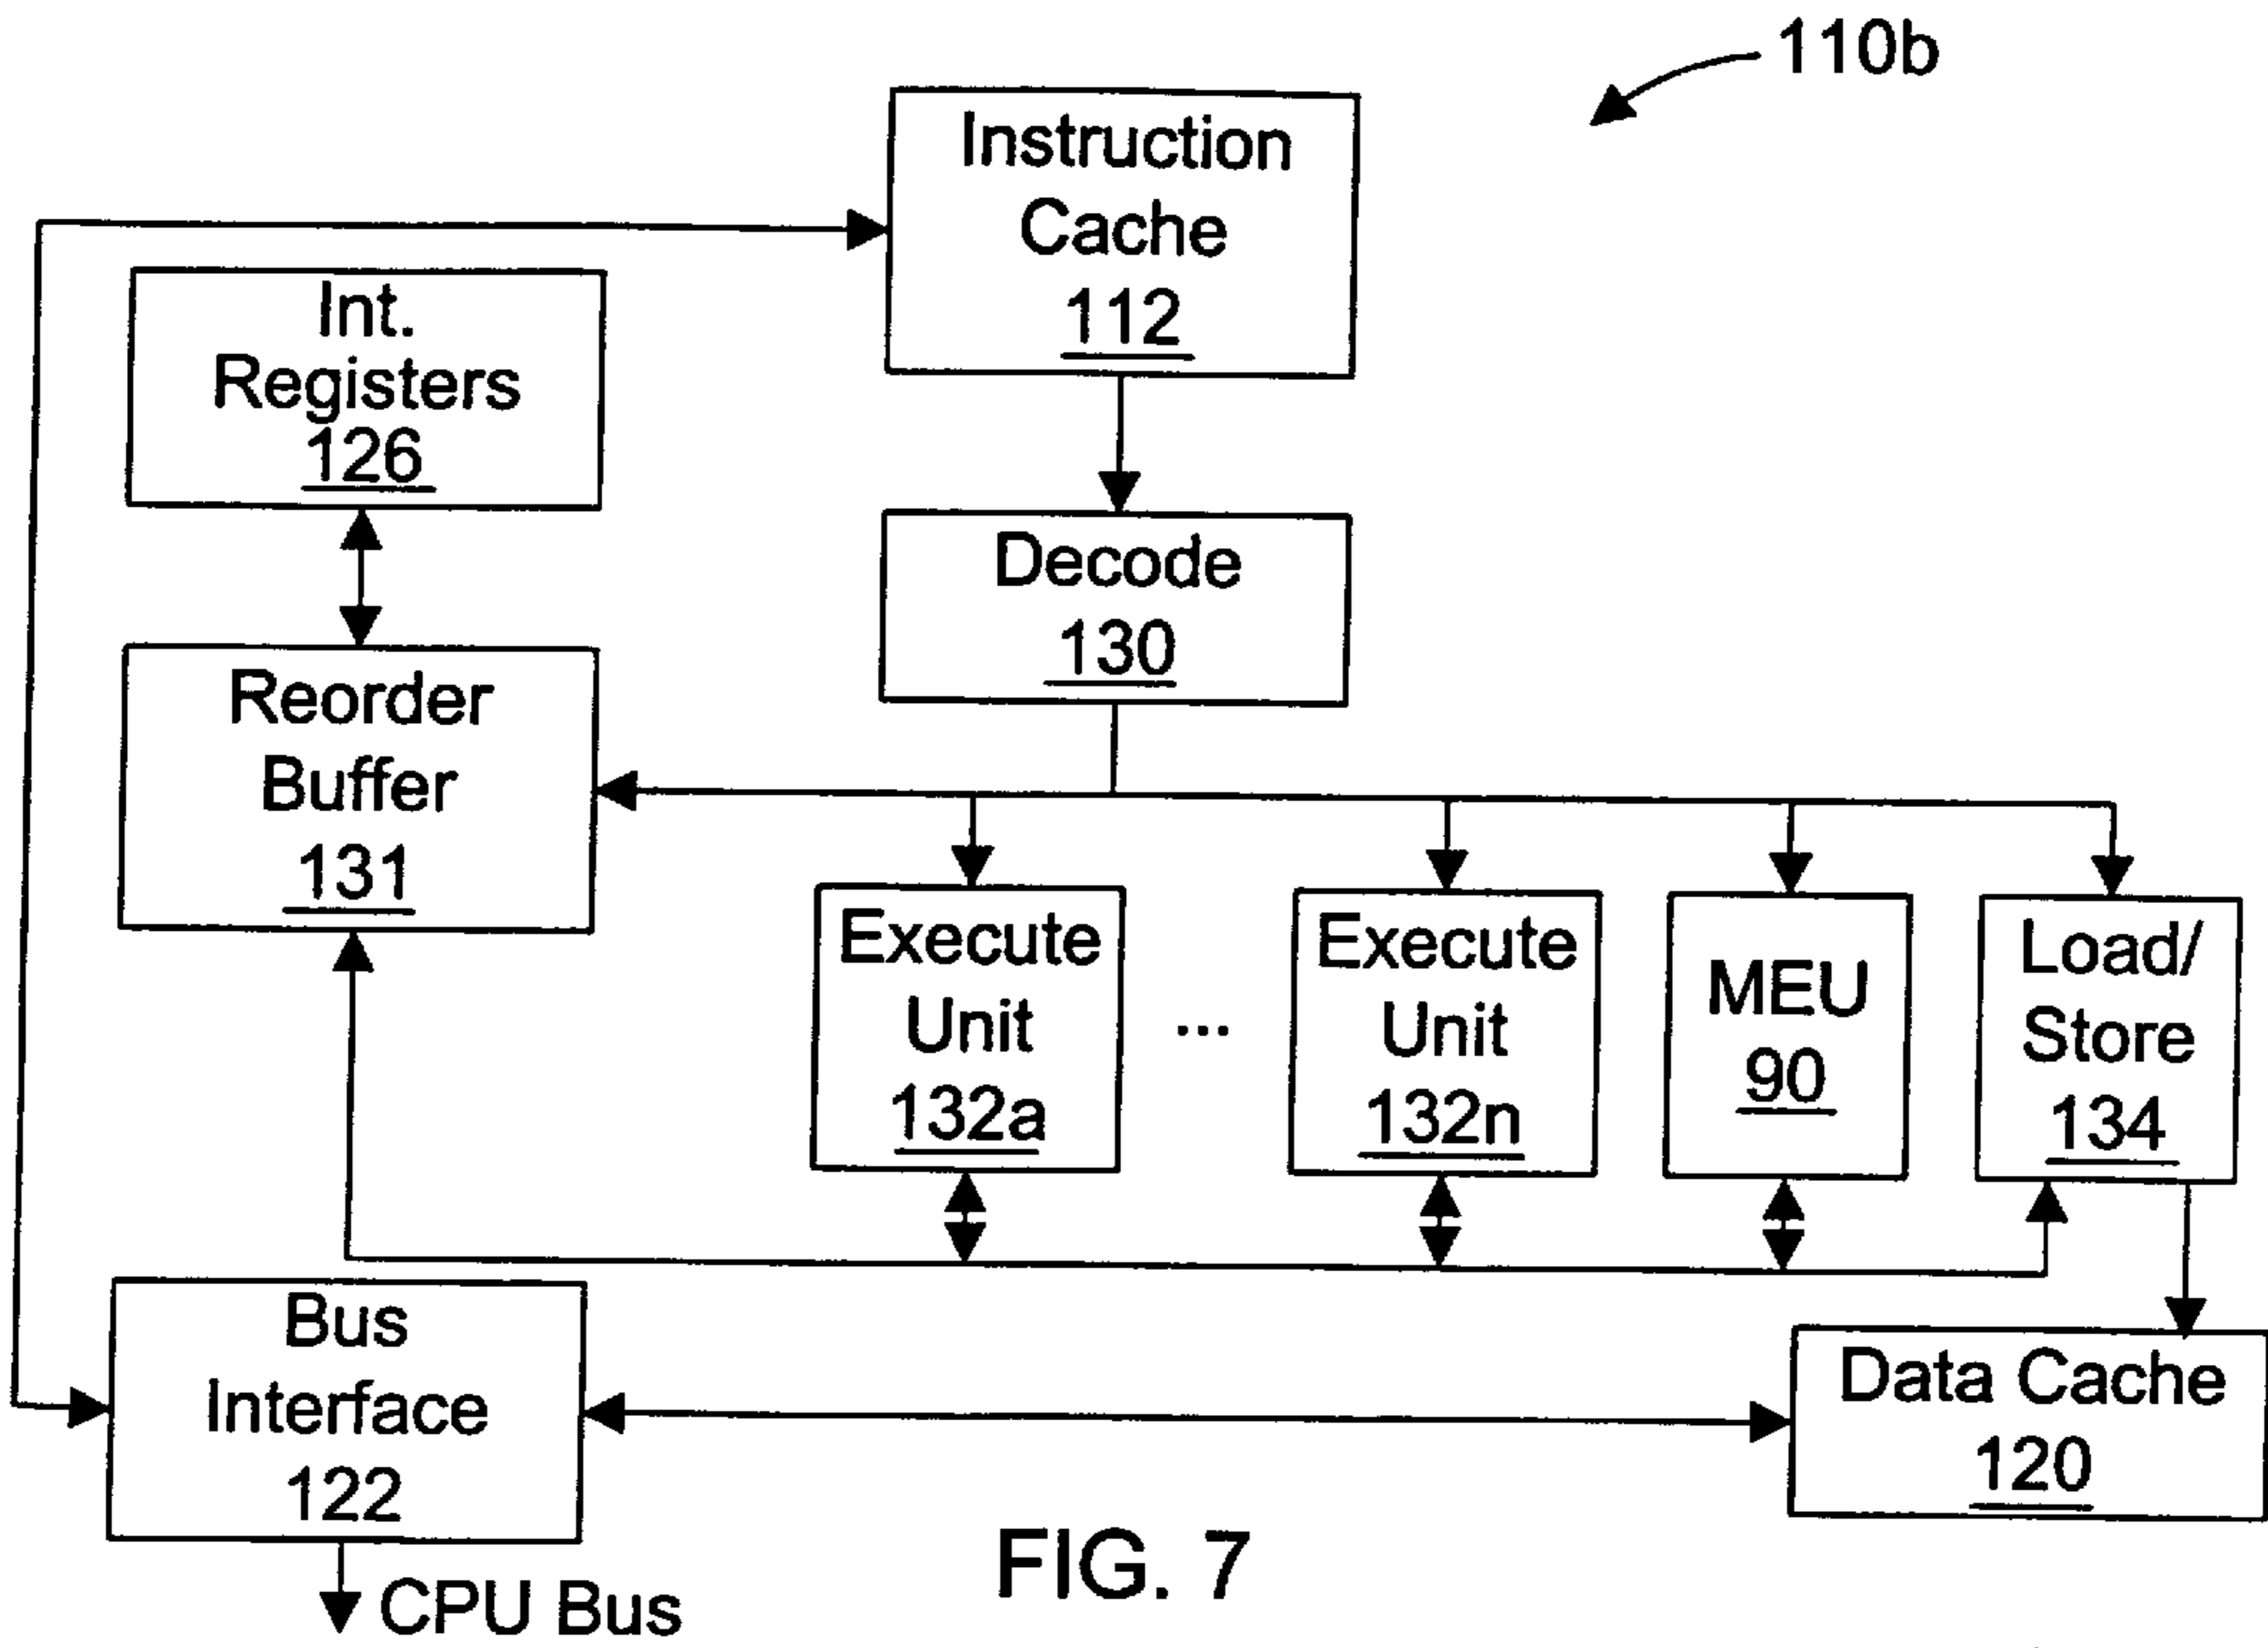 110b
Instruction
Cache
112
Int.
Registers
126
Decode
130
Reorder
Buffer
131
Execute
Unit
132a
...
Execute
Unit
132n
MEU
90
Load/
Store
134
Bus
Interface
122
Data Cache
120
CPU Bus
FIG. 7